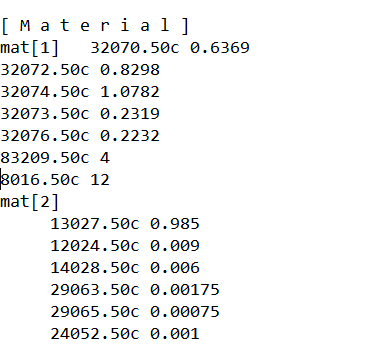 [ M a t e r i a l ]
mat[1]   32070.50c 0.6369
32072.50c 0.8298
32074.50c 1.0782
32073.50c 0.2319
32076.50c 0.2232
83209.50c 4
8016.50c 12
mat[2]
     13027.50c 0.985
     12024.50c 0.009
     14028.50c 0.006
     29063.50c 0.00175
     29065.50c 0.00075
     24052.50c 0.001